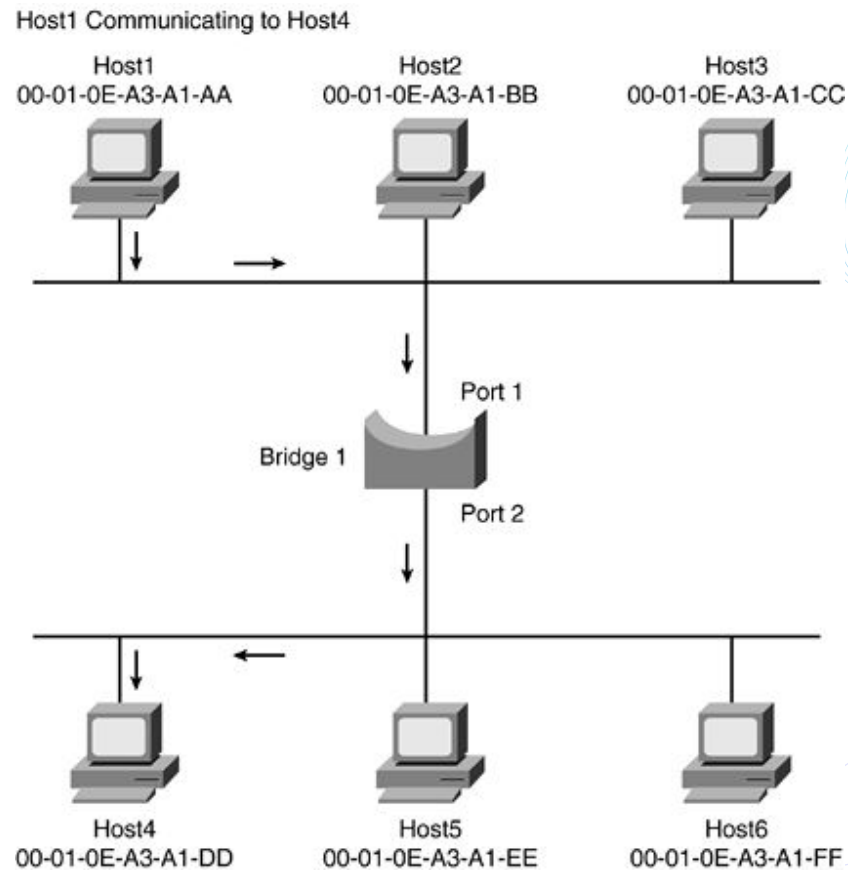 Host1 Communicating to Host4
Host1
00-01-0E-A3-A1-AA
Host2
00-01-0E-A3-A1-BB
Host3
00-01-0E-A3-A1-CC
Port 1
Bridge 1
Port 2
Host4
00-01-0E-A3-A1-DD
Host5
00-01-0E-A3-A1-EE
Host6
00-01-0E-A3-A1-FF